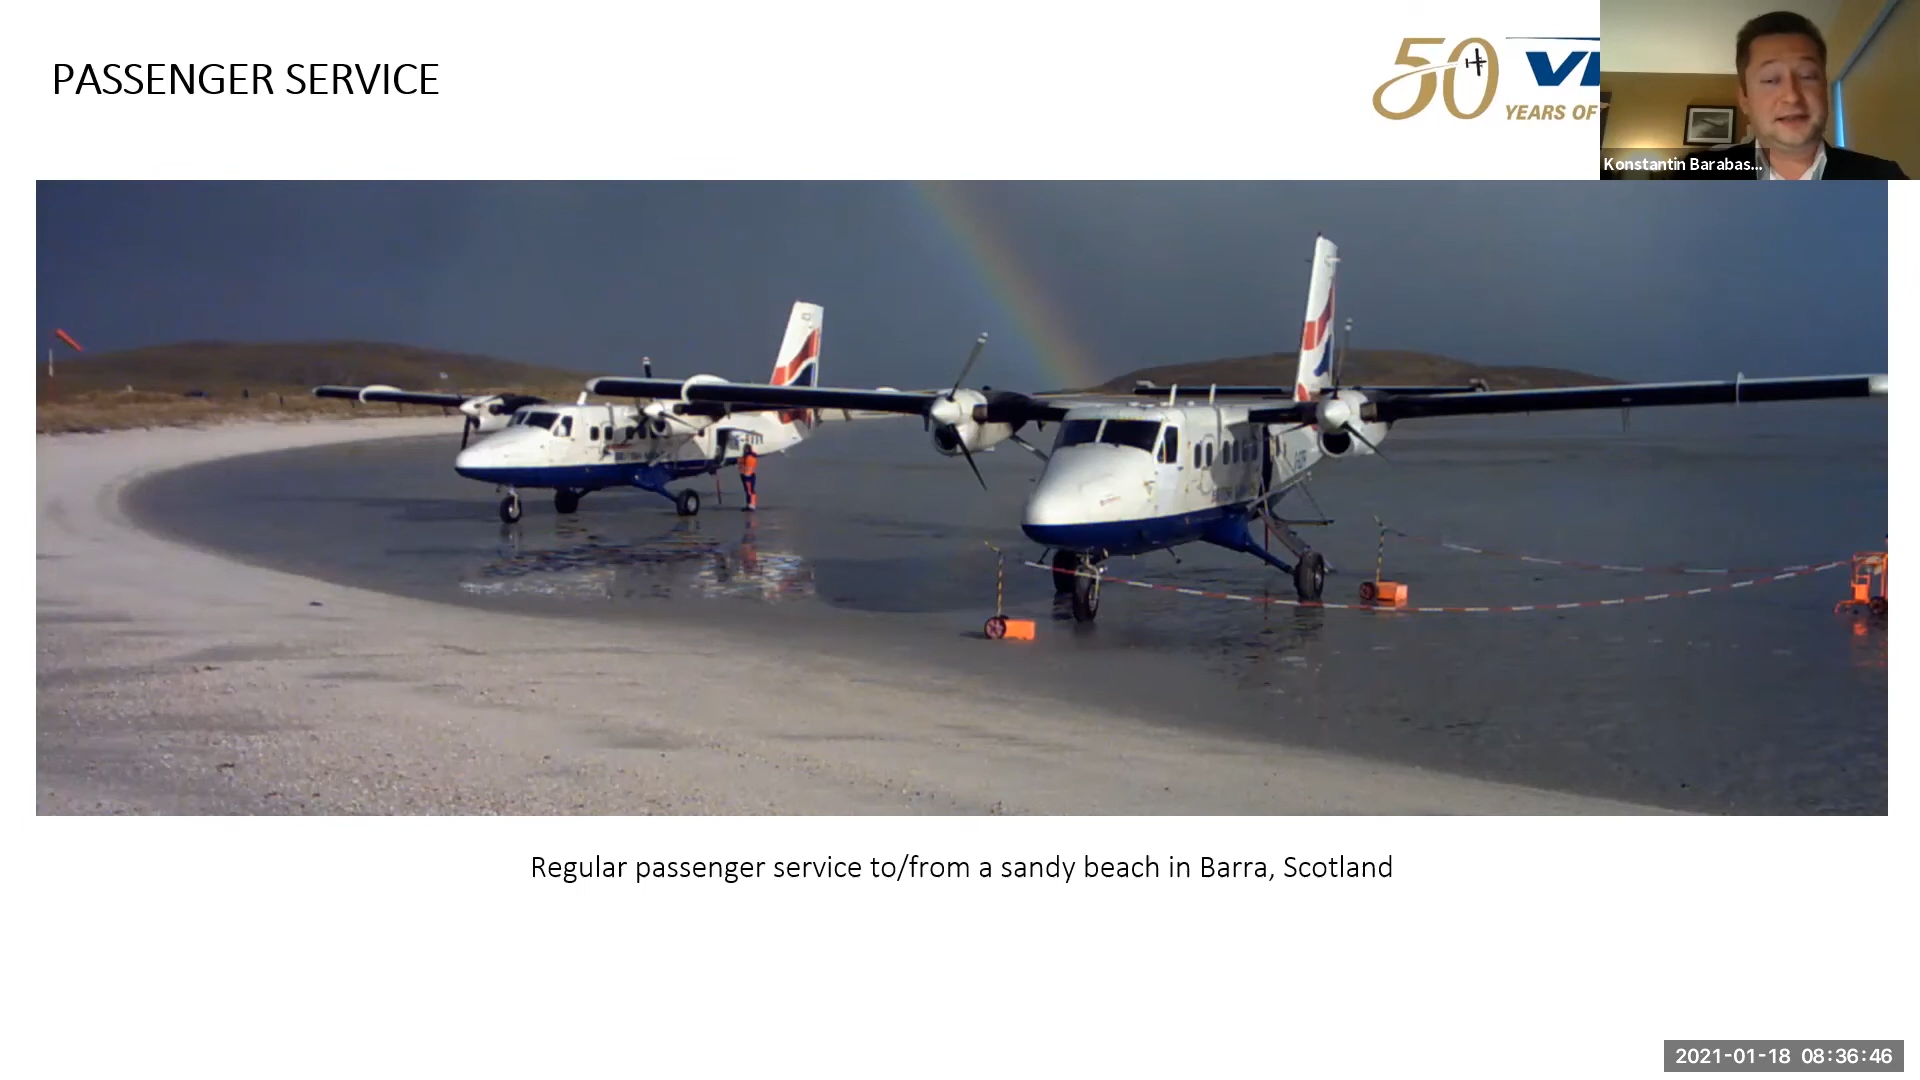 PASSENGER SERVICE
50
YEARS OF
Konstantin Barabas...
Regular passenger service to/from a sandy beach in Barra, Scotland
2021-01-18 08:36:46